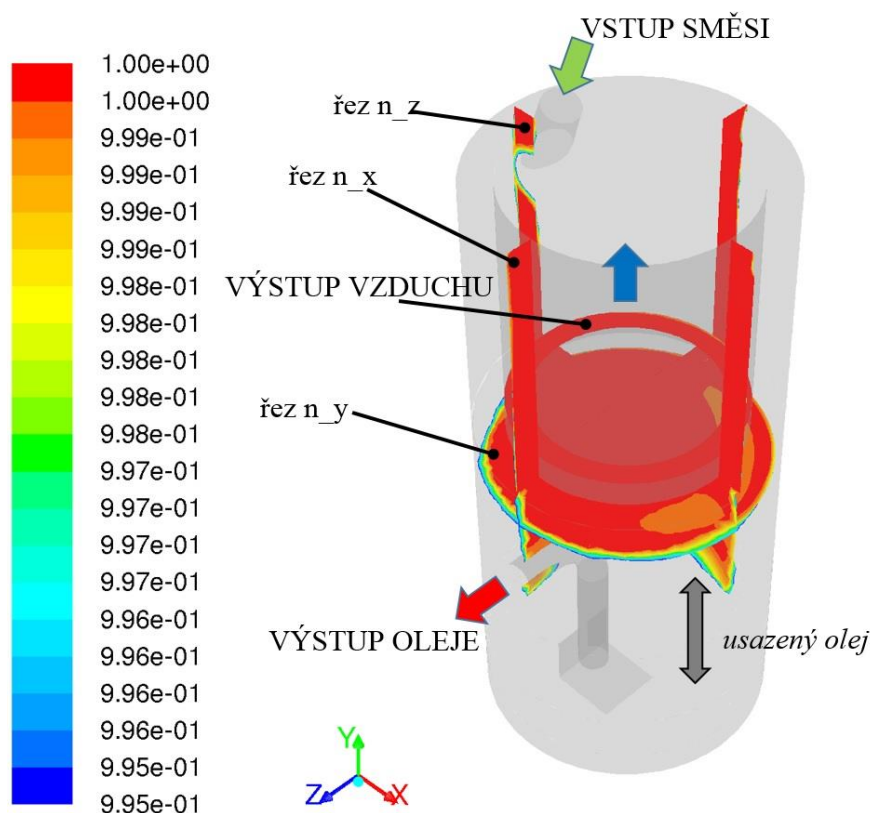 VSTUP SMĚSI
řez n_z
řez n_x
VÝSTUP VZDUCHU
řez n_y
VÝSTUP OLEJE
usazený olej
1.00e+00
1.00e+00
9.99e-01
9.99e-01
9.99e-01
9.99e-01
9.98e-01
9.98e-01
9.98e-01
9.98e-01
9.97e-01
9.97e-01
9.97e-01
9.97e-01
9.96e-01
9.96e-01
9.96e-01
9.96e-01
9.95e-01
9.95e-01
Y
Z
X